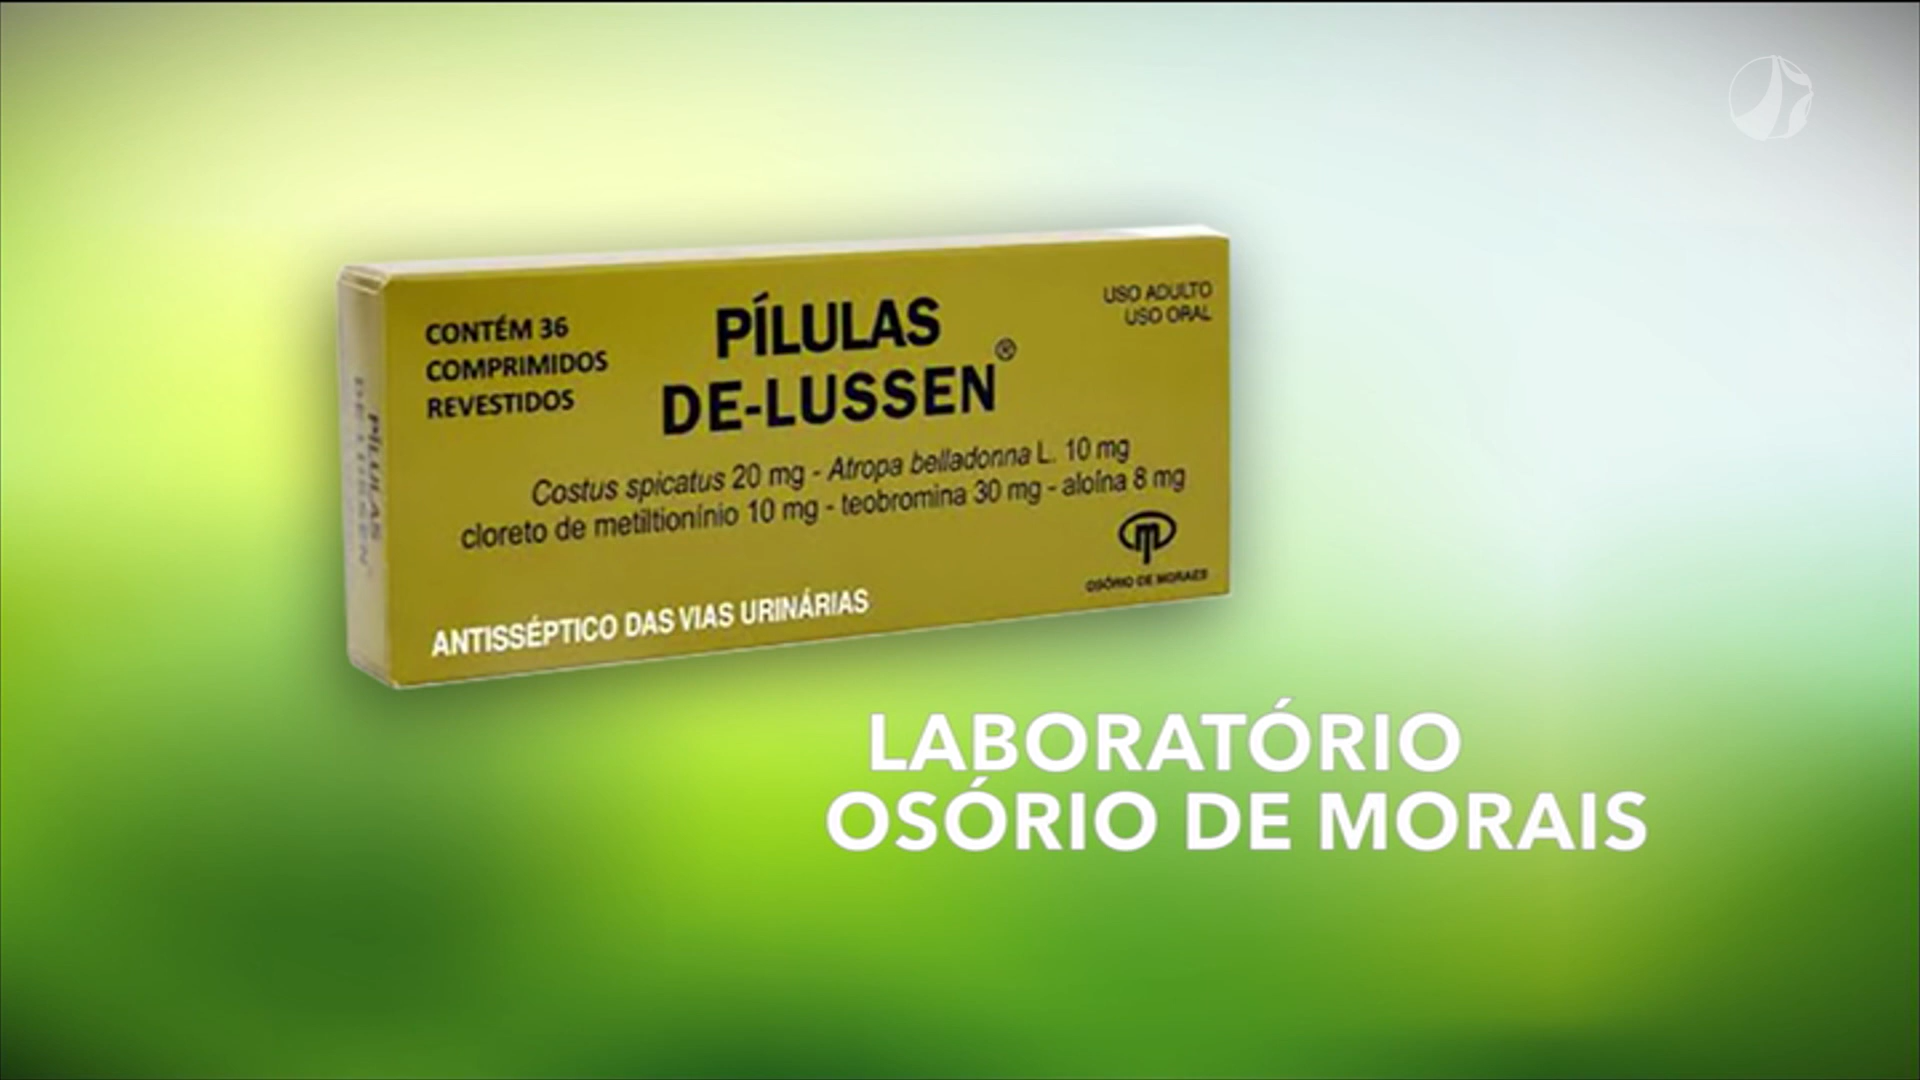 CONTÉM 36
COMPRIMIDOS
REVESTIDOS
PÍLULAS
DE-LUSSEN®
USO ADULTO
USO ORAL
Costus spicatus 20 mg - Atropa belladonna L. 10 mg
cloreto de metiltionínio 10 mg - teobromina 30 mg - aloína 8 mg
OSÓRIO DE MORAES
ANTISSÉPTICO DAS VIAS URINÁRIAS
PÍLULAS
DE-LUSSEN
LABORATÓRIO
OSÓRIO DE MORAIS